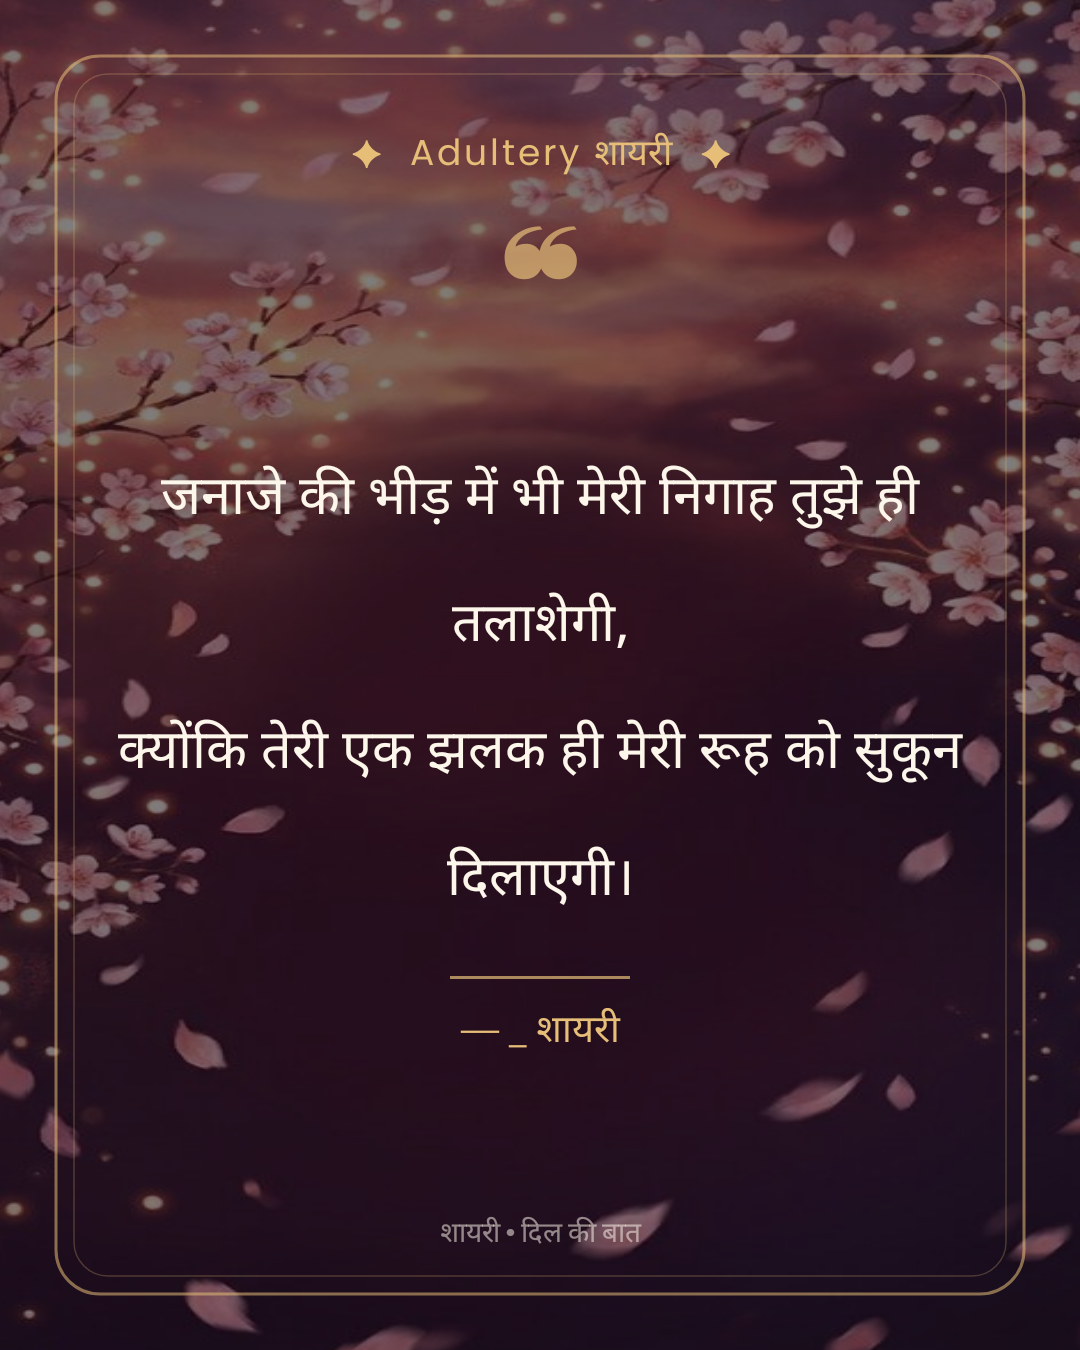 Adultery शायरी
❝
जनाजे की भीड़ में भी मेरी निगाह तुझे ही
तलाशेगी,
क्योंकि तेरी एक झलक ही मेरी रूह को सुकून
दिलाएगी।
— _ शायरी
शायरी • दिल की बात